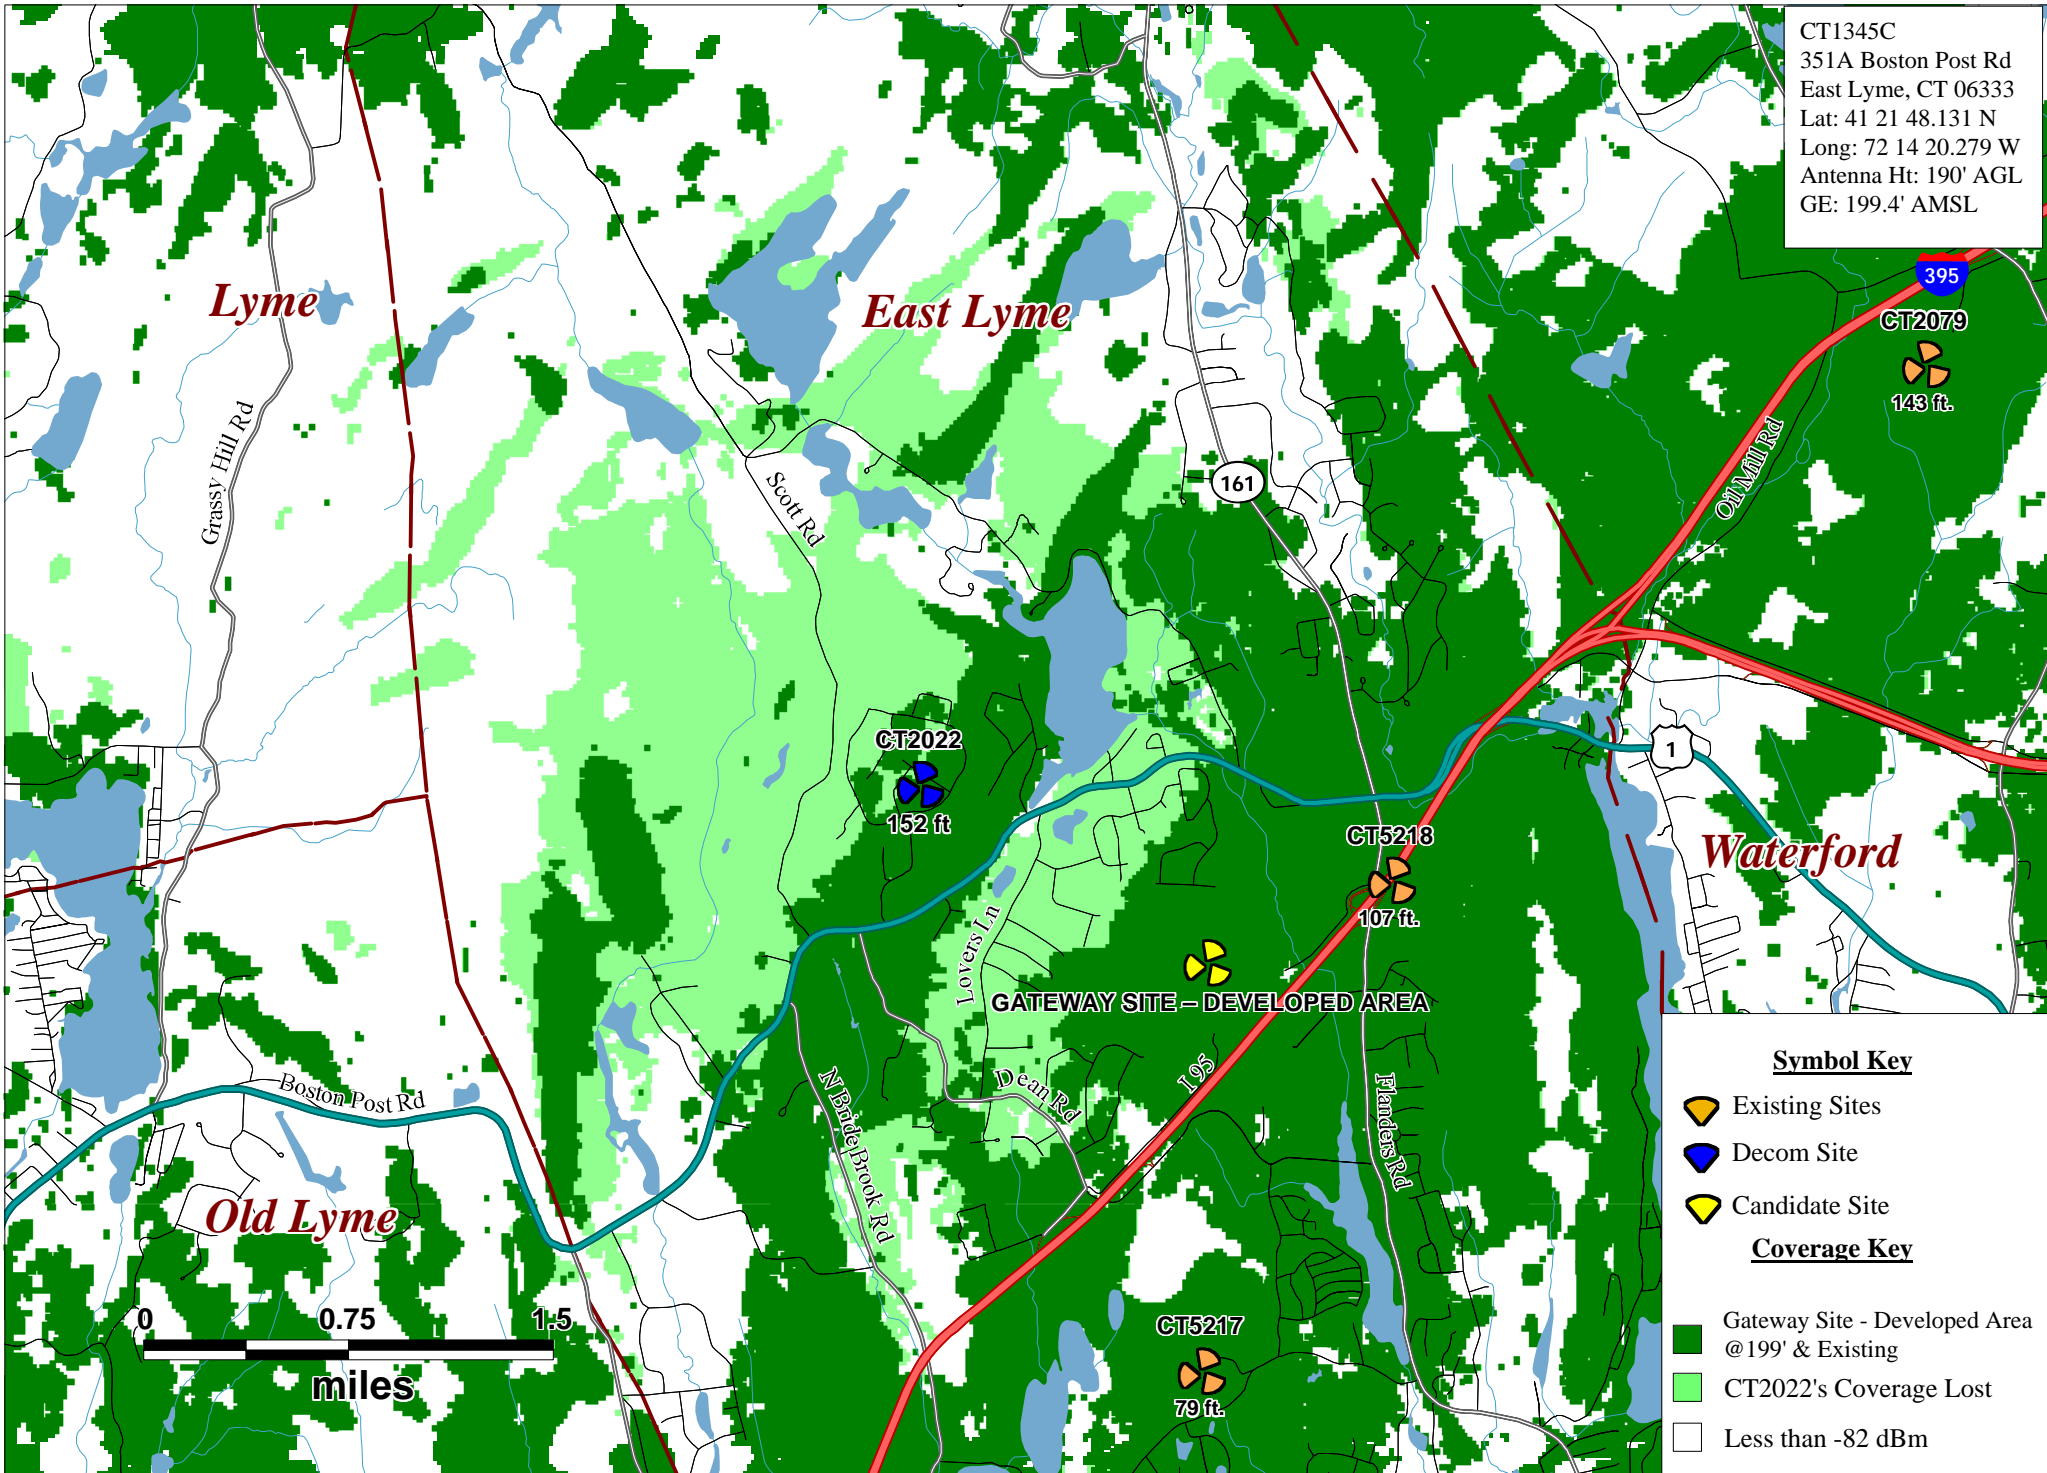 CT1345C
351A Boston Post Rd
East Lyme, CT 06333
Lat: 41 21 48.131 N
Long: 72 14 20.279 W
Antenna Ht: 190' AGL
GE: 199.4' AMSL
395
CT2079
143 ft.
Lyme
East Lyme
Grassy Hill Rd
Scott Rd
161
Oil Mill Rd
CT2022
152 ft
1
CT5218
107 ft.
Waterford
Lovers Ln
GATEWAY SITE – DEVELOPED AREA
Boston Post Rd
N Bride Brook Rd
Dean Rd
I 95
Flanders Rd
Old Lyme
0
0.75
1.5
miles
CT5217
79 ft.
Symbol Key
Existing Sites
Decom Site
Candidate Site
Coverage Key
Gateway Site - Developed Area
@199' & Existing
CT2022's Coverage Lost
Less than -82 dBm